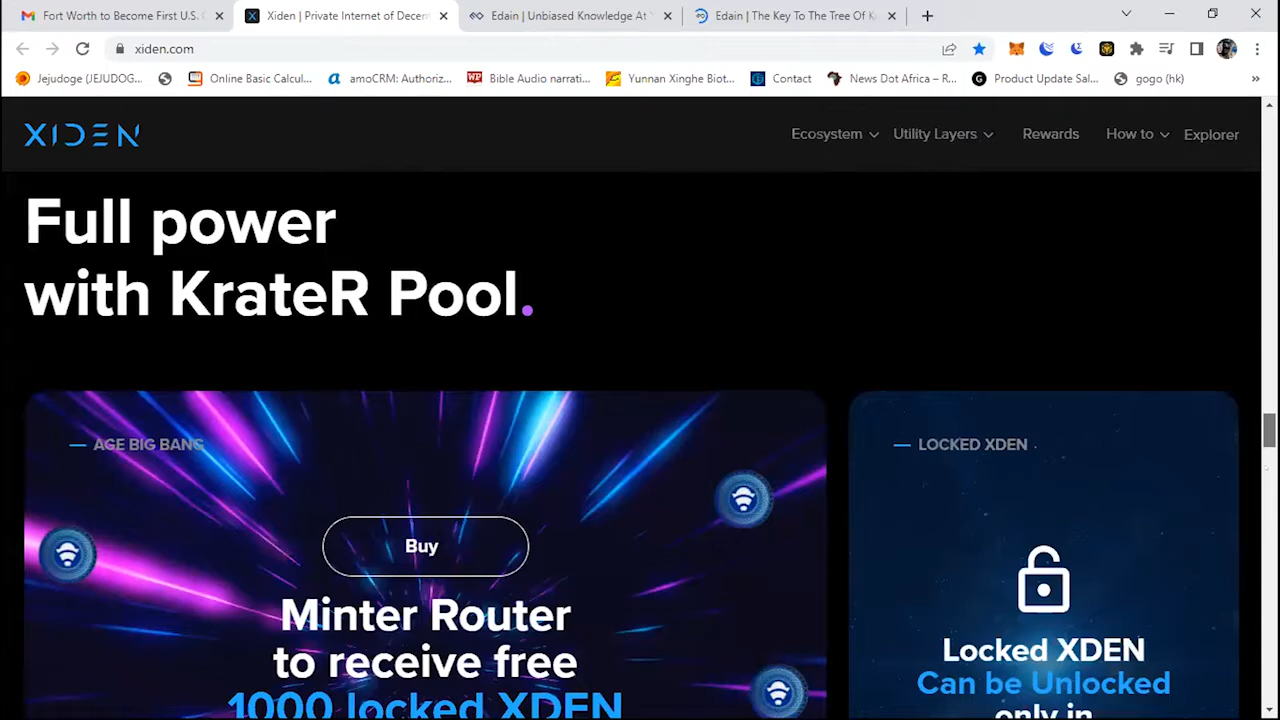 Fort Worth to Become First U.S. C
Xiden | Private Internet of Decen
Edain | Unbiased Knowledge At Y
Edain | The Key To The Tree Of K
xiden.com
Jejudoge (JEJUDOG...
Online Basic Calcul...
amoCRM: Authoriz...
Bible Audio narrati...
Yunnan Xinghe Biot...
Contact
News Dot Africa – R...
Product Update Sal...
gogo (hk)
XIDEN
Ecosystem
Utility Layers
Rewards
How to
Explorer
Full power
with KrateR Pool.
AGE BIG BANG
Buy
Minter Router
to receive free
1000 locked XDEN
LOCKED XDEN
Locked XDEN
Can be Unlocked
only in